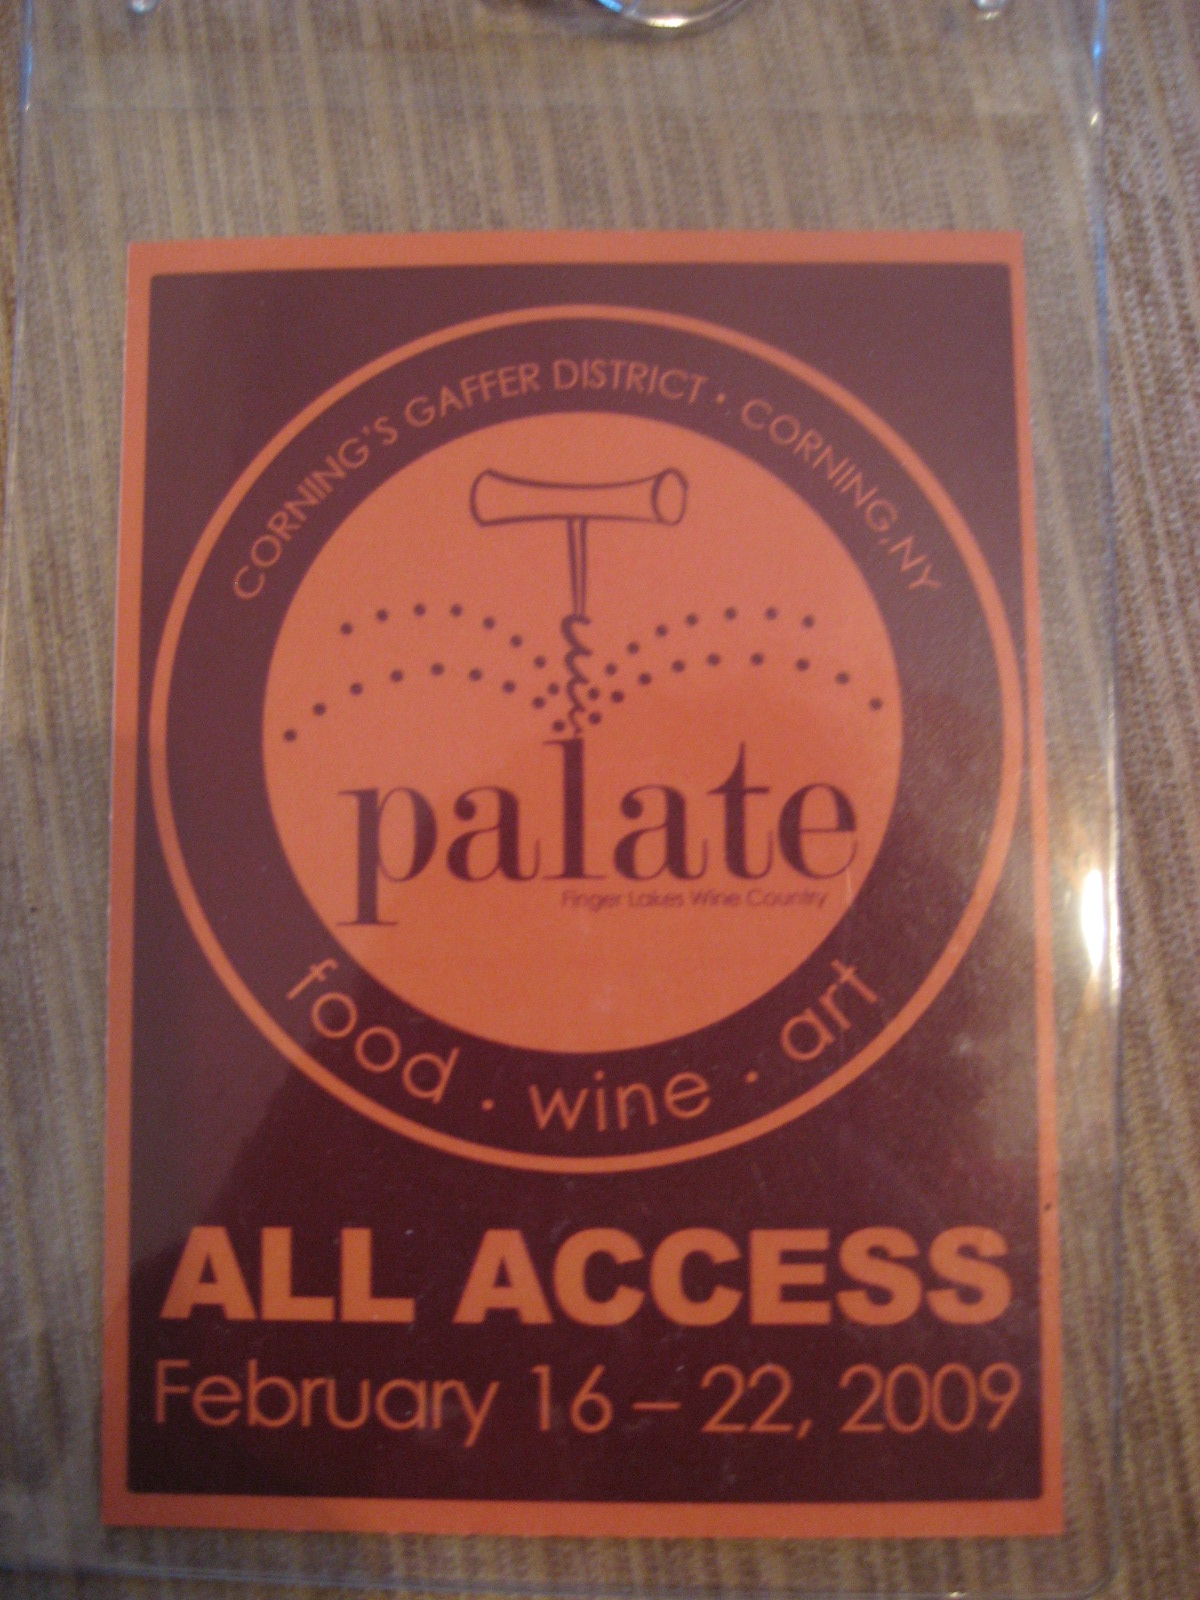 CORNING'S GAFFER DISTRICT · CORNING, NY
palate
Finger Lakes Wine Country
food · wine · art
ALL ACCESS
February 16 – 22, 2009